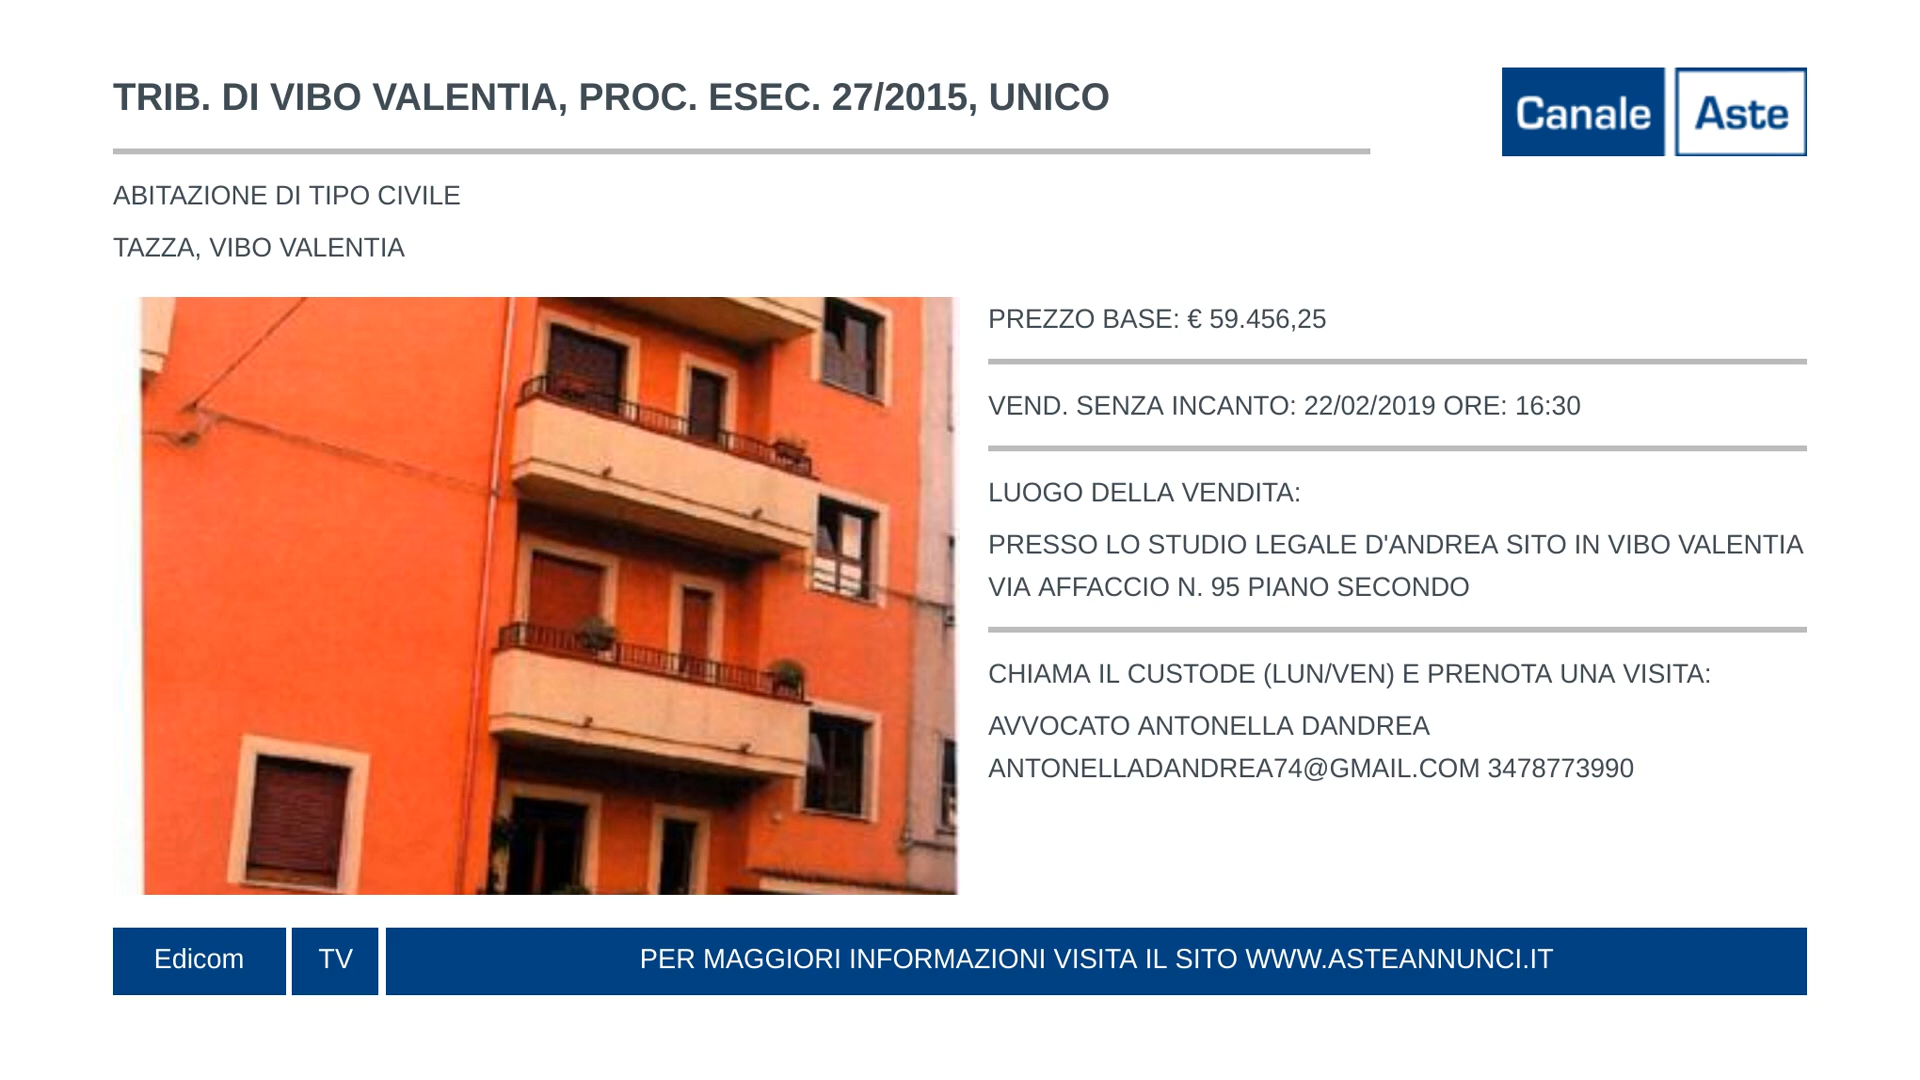 TRIB. DI VIBO VALENTIA, PROC. ESEC. 27/2015, UNICO
Canale Aste
ABITAZIONE DI TIPO CIVILE
TAZZA, VIBO VALENTIA
PREZZO BASE: € 59.456,25
VEND. SENZA INCANTO: 22/02/2019 ORE: 16:30
LUOGO DELLA VENDITA:
PRESSO LO STUDIO LEGALE D'ANDREA SITO IN VIBO VALENTIA
VIA AFFACCIO N. 95 PIANO SECONDO
CHIAMA IL CUSTODE (LUN/VEN) E PRENOTA UNA VISITA:
AVVOCATO ANTONELLA DANDREA
ANTONELLADANDREA74@GMAIL.COM 3478773990
Edicom TV PER MAGGIORI INFORMAZIONI VISITA IL SITO WWW.ASTEANNUNCI.IT